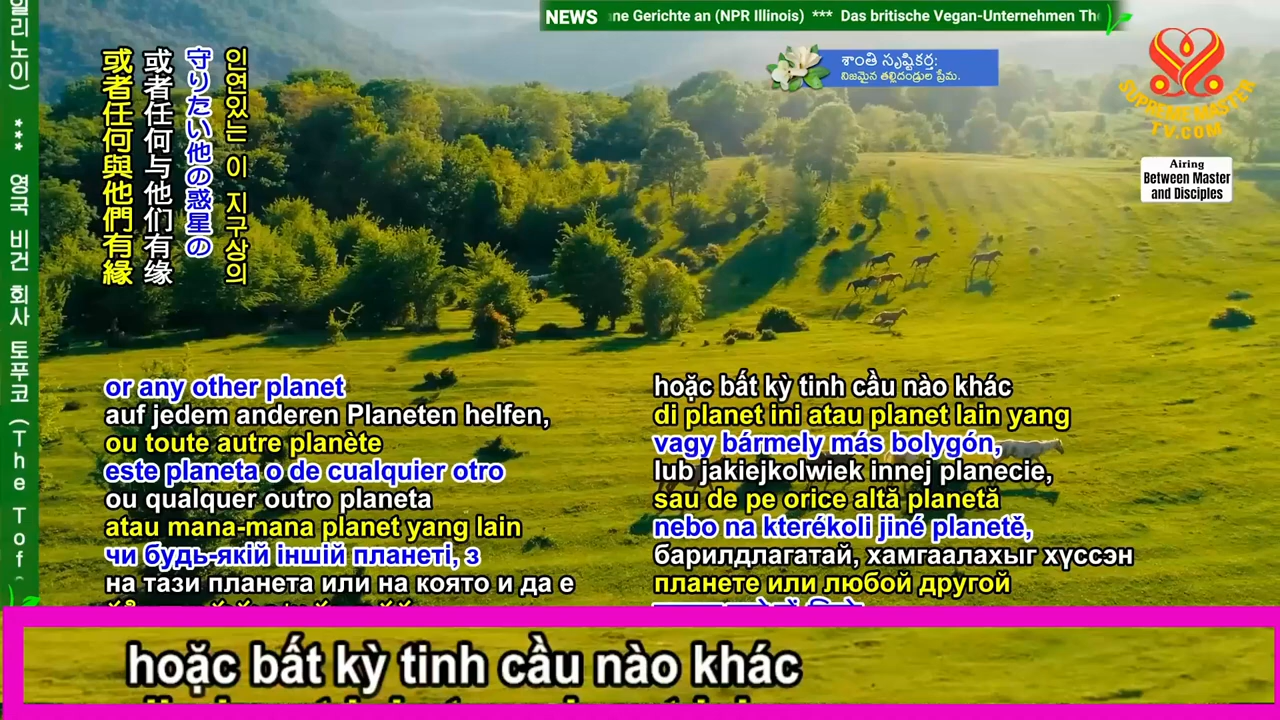 NEWS ne Gerichte an (NPR Illinois) *** Das britische Vegan-Unternehmen
శాంతి సృష్టికర్త:
నిజమైన తల్లిదండ్రుల ప్రేమ.
SUPREME MASTER
TV.COM
Airing
Between Master
and Disciples
일리노이) *** 영국 비건 회사 토푸코 (The Tof
인연있는 이 지구상의
守りたい他の惑星の
或者任何与他们有缘
或者任何與他們有緣
or any other planet
auf jedem anderen Planeten helfen,
ou toute autre planète
este planeta o de cualquier otro
ou qualquer outro planeta
atau mana-mana planet yang lain
чи будь-якій іншій планеті, з
на тази планета или на която и да е
hoặc bất kỳ tinh cầu nào khác
di planet ini atau planet lain yang
vagy bármely más bolygón,
lub jakiejkolwiek innej planecie,
sau de pe orice altă planetă
nebo na kterékoli jiné planetě,
барилдлагатай, хамгаалахыг хүссэн
планете или любой другой
hoặc bất kỳ tinh cầu nào khác